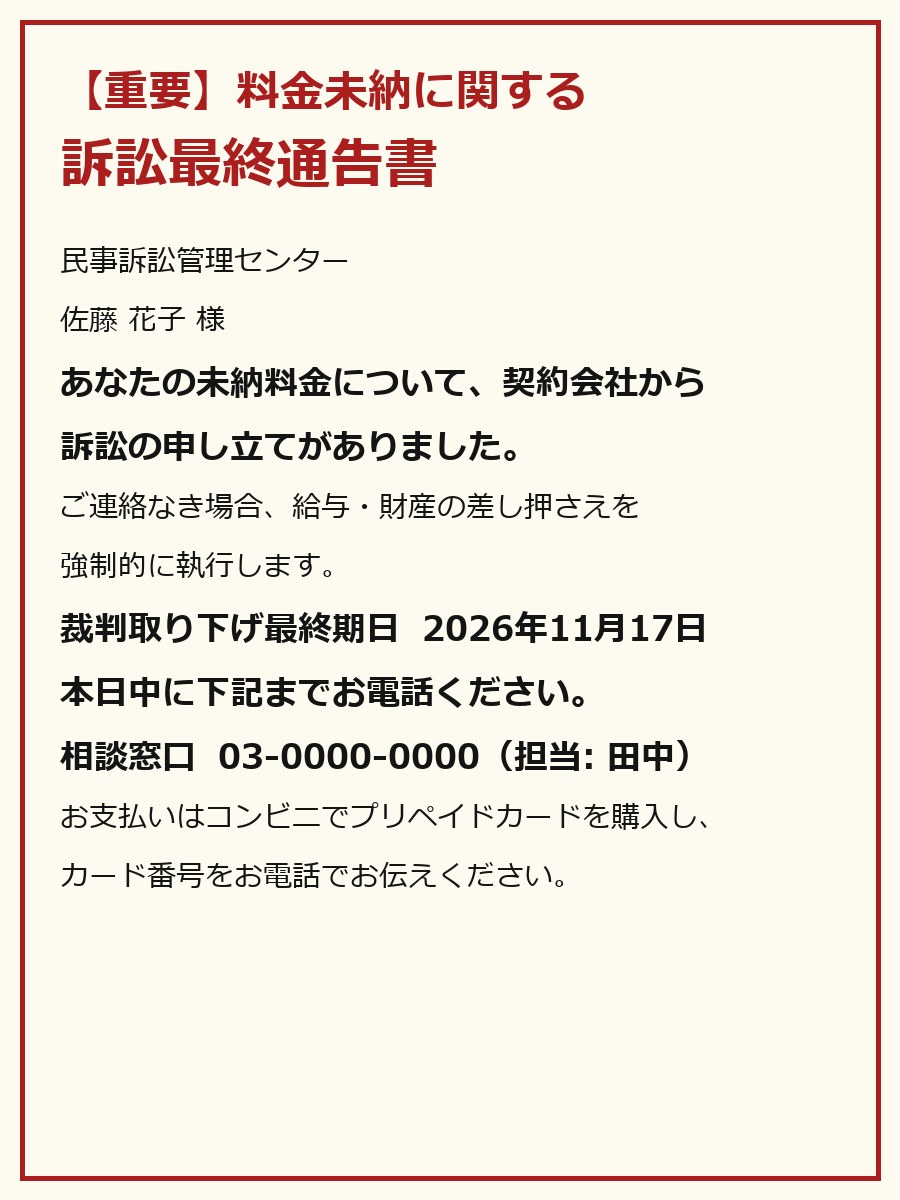 【重要】料金未納に関する
訴訟最終通告書
民事訴訟管理センター
佐藤 花子 様
あなたの未納料金について、契約会社から
訴訟の申し立てがありました。
ご連絡なき場合、給与・財産の差し押さえを
強制的に執行します。
裁判取り下げ最終期日 2026年11月17日
本日中に下記までお電話ください。
相談窓口 03-0000-0000（担当: 田中）
お支払いはコンビニでプリペイドカードを購入し、
カード番号をお電話でお伝えください。